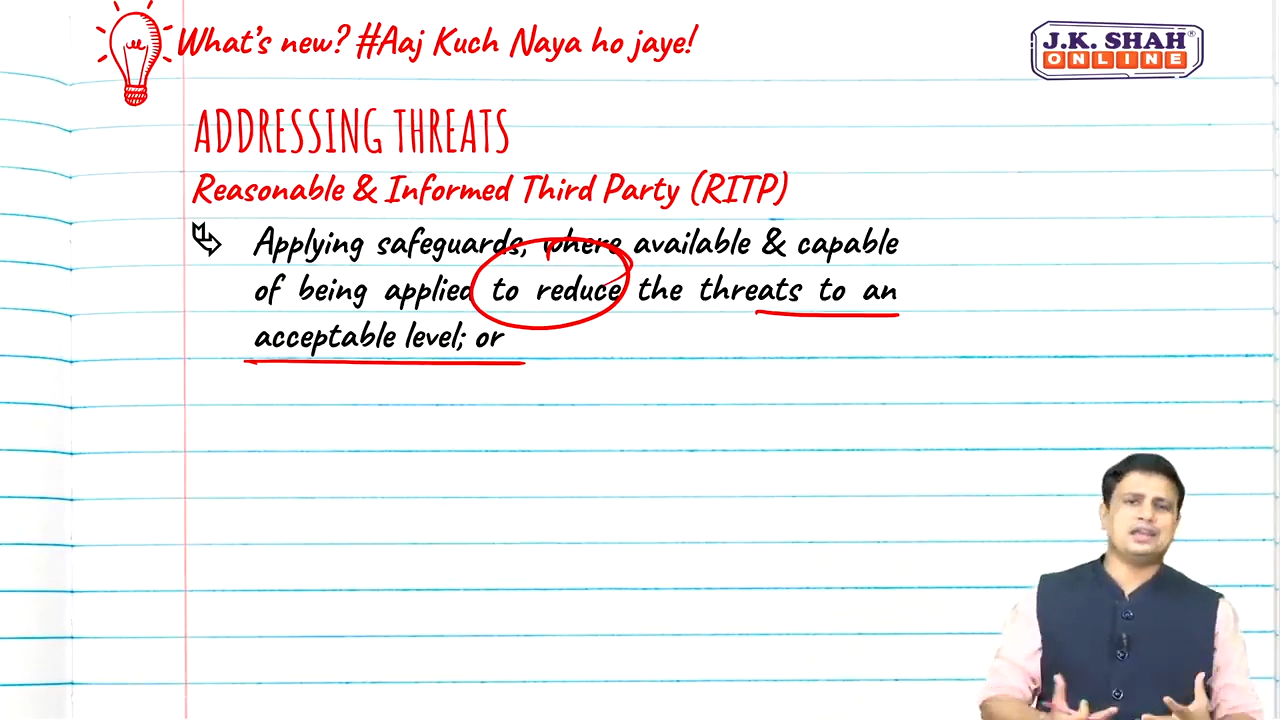 What's new? #Aaj Kuch Naya ho jaye!
J.K. SHAH®
ONLINE
ADDRESSING THREATS
Reasonable & Informed Third Party (RITP)
Applying safeguards, where available & capable
of being applied to reduce the threats to an
acceptable level; or